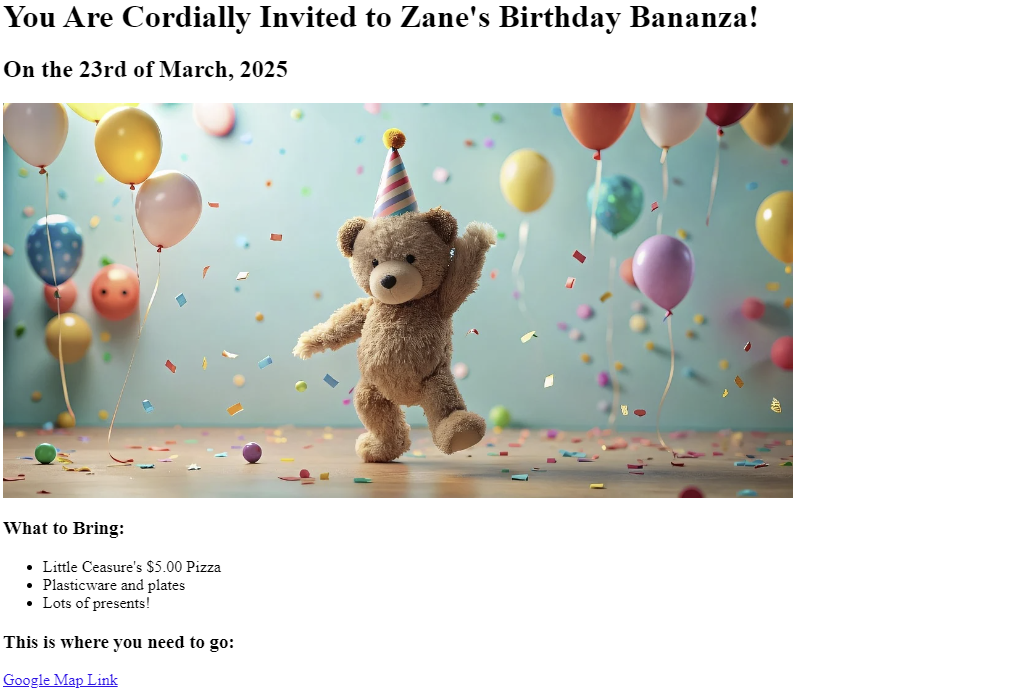 You Are Cordially Invited to Zane's Birthday Bananza!
On the 23rd of March, 2025
What to Bring:
Little Ceasure's $5.00 Pizza
Plasticware and plates
Lots of presents!
This is where you need to go:
Google Map Link